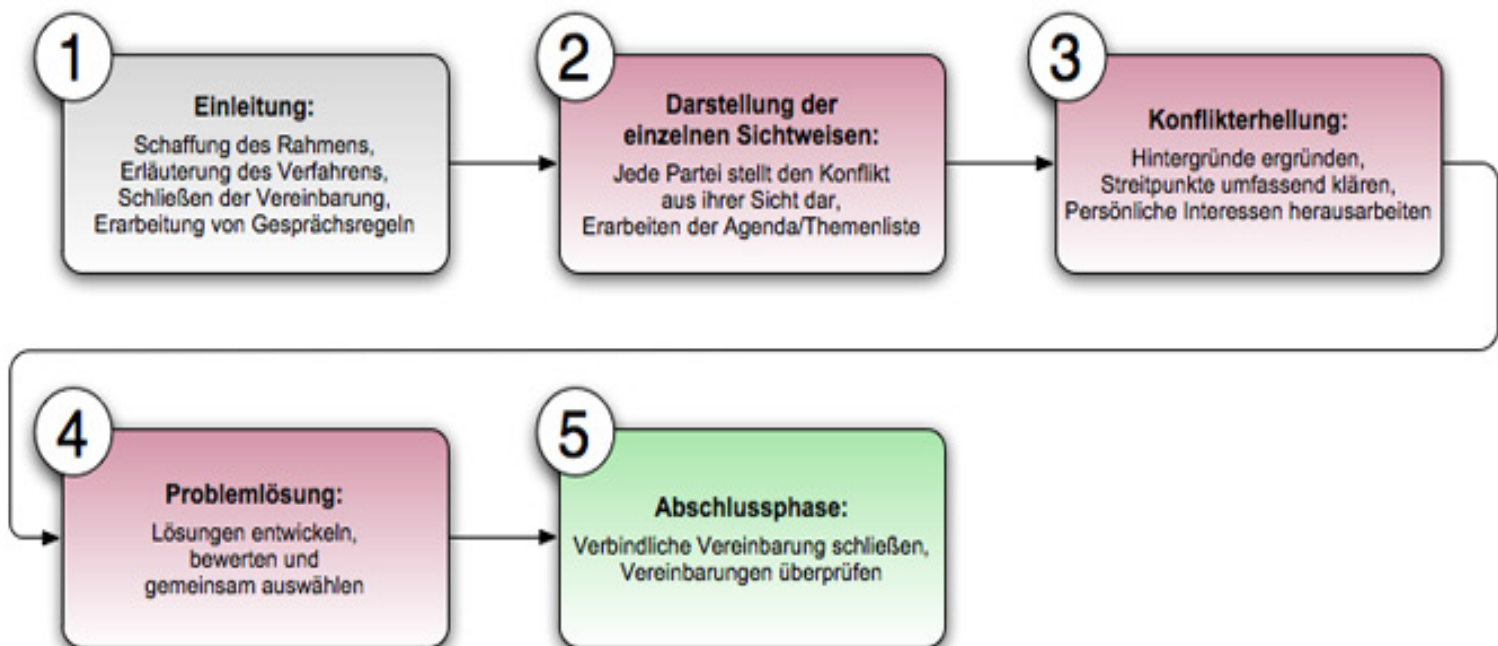 1
Einleitung:
Schaffung des Rahmens,
Erläuterung des Verfahrens,
Schließen der Vereinbarung,
Erarbeitung von Gesprächsregeln
2
Darstellung der
einzelnen Sichtweisen:
Jede Partei stellt den Konflikt
aus ihrer Sicht dar,
Erarbeiten der Agenda/Themenliste
3
Konflikterhellung:
Hintergründe ergründen,
Streitpunkte umfassend klären,
Persönliche Interessen herausarbeiten
4
Problemlösung:
Lösungen entwickeln,
bewerten und
gemeinsam auswählen
5
Abschlussphase:
Verbindliche Vereinbarung schließen,
Vereinbarungen überprüfen